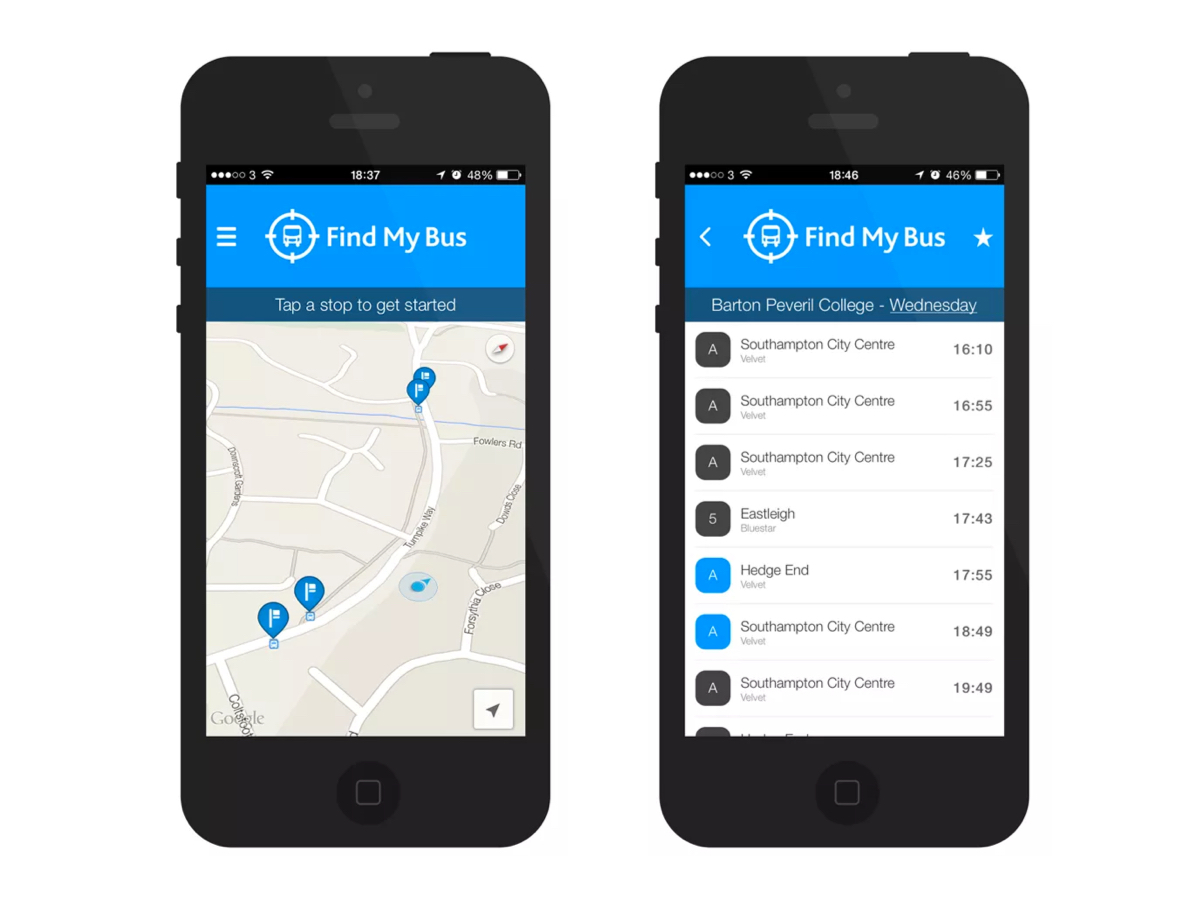 3 18:37 48%
Find My Bus
Tap a stop to get started
Fowlers Rd
Downscroft Gardens
Dowds Close
Turnpike Way
Forsythia Close
Coltsfoot
Google
d
3 18:46 46%
Find My Bus
Barton Peveril College - Wednesday
A Southampton City Centre 16:10
Velvet
A Southampton City Centre 16:55
Velvet
A Southampton City Centre 17:25
Velvet
5 Eastleigh 17:43
Bluestar
A Hedge End 17:55
Velvet
A Southampton City Centre 18:49
Velvet
A Southampton City Centre 19:49
Velvet